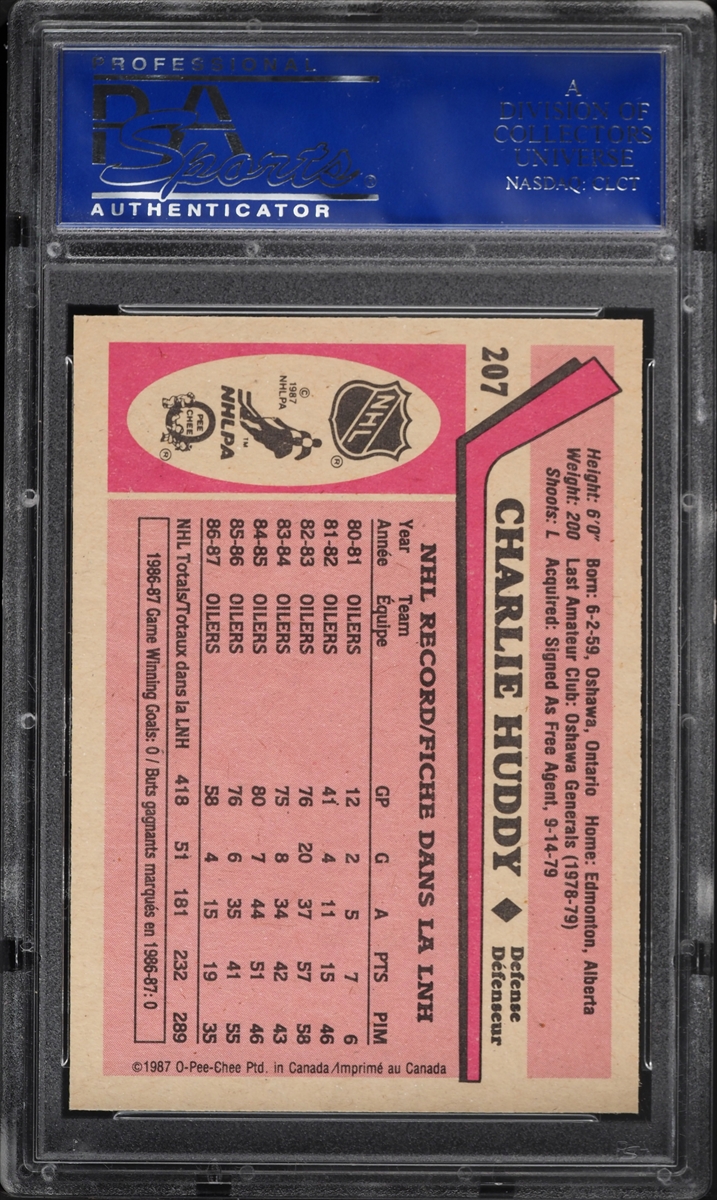 PROFESSIONAL
PSA
Sports®
AUTHENTICATOR
A
DIVISION OF
COLLECTORS
UNIVERSE
NASDAQ: CLCT
207
Height: 6'0" Born: 6-2-59, Oshawa, Ontario Home: Edmonton, Alberta
Weight: 200 Last Amateur Club: Oshawa Generals (1978-79)
Shoots: L Acquired: Signed As Free Agent, 9-14-79
CHARLIE HUDDY ◆ Defense
Défenseur
NHL
®
© 1987 NHLPA
™
NHLPA
O PEE CHEE
®
NHL RECORD/FICHE DANS LA LNH
Year Team
Année Équipe GP G A PTS PIM
80-81 OILERS 12 2 5 7 6
81-82 OILERS 41 4 11 15 46
82-83 OILERS 76 20 37 57 58
83-84 OILERS 75 8 34 42 43
84-85 OILERS 80 7 44 51 46
85-86 OILERS 76 6 35 41 55
86-87 OILERS 58 4 15 19 35
NHL Totals/Totaux dans la LNH 418 51 181 232 289
1986-87 Game Winning Goals: 0 / Buts gagnants marqués en 1986-87: 0
©1987 O-Pee-Chee Ptd. in Canada/Imprimé au Canada